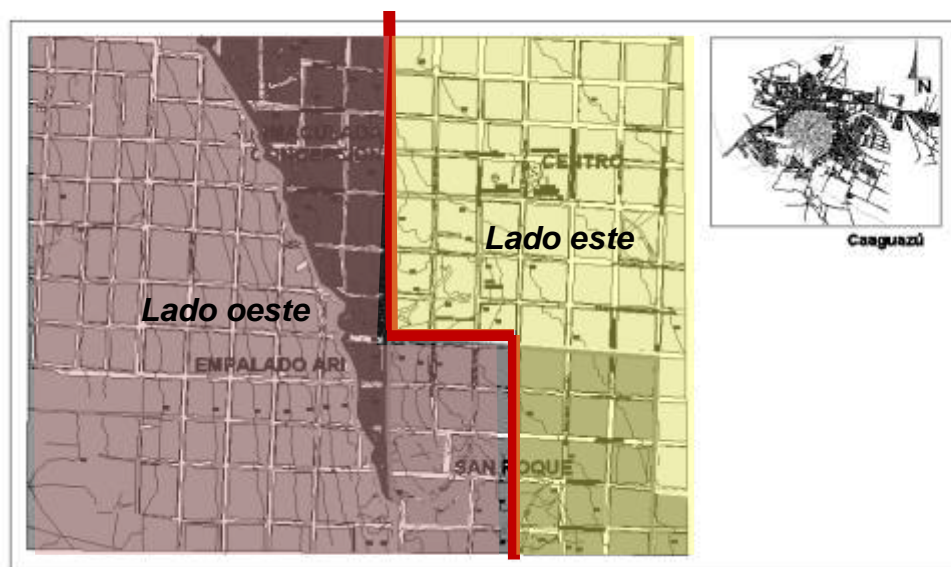 INMACULADA
CONCEPCION
CENTRO
N
Caaguazú
Lado este
Lado oeste
EMPALADO ARI
SAN ROQUE